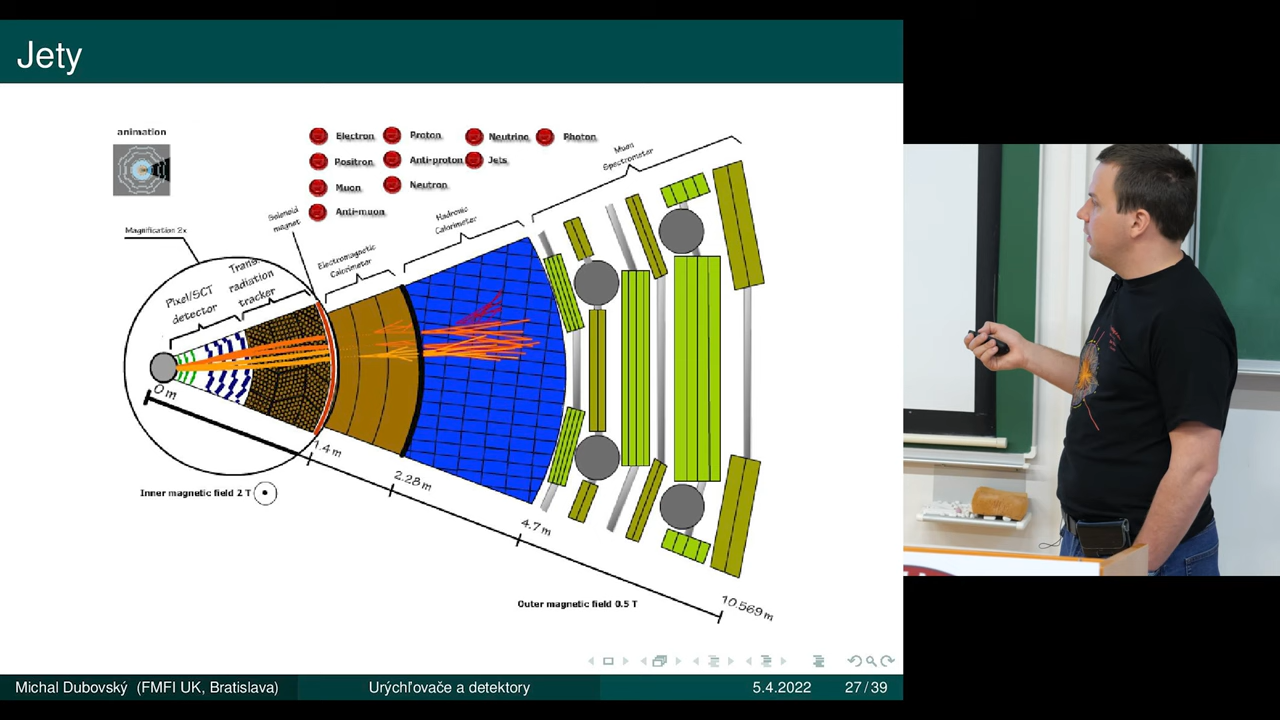 Jety
animation
Electron
Proton
Neutrino
Photon
Positron
Anti-proton
Jets
Muon
Neutron
Anti-muon
Muon
Spectrometer
Hadronic
Calorimeter
Solenoid
magnet
Electromagnetic
Calorimeter
Magnification 2x
Pixel/SCT
detector
radiation
tracker
0 m
1.4 m
2.28 m
4.7 m
10.569 m
Inner magnetic field 2 T
Outer magnetic field 0.5 T
Michal Dubovský (FMFI UK, Bratislava)
Urýchľovače a detektory
5.4.2022
27 / 39